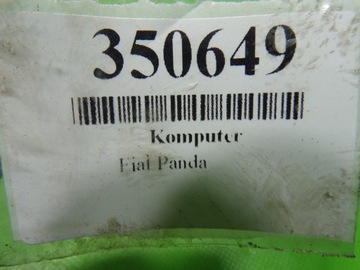 350649
Komputer
Fiat Panda